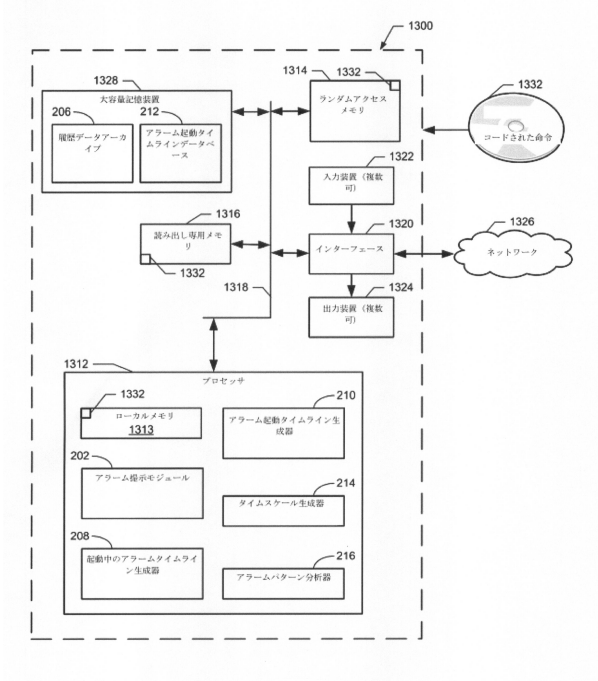 1300
1328
大容量記憶装置
206
履歴データアーカ
イブ
212
アラーム起動タイ
ムラインデータベ
ース
1314
1332
ランダムアクセス
メモリ
1332
コードされた命令
1322
入力装置(複数
可)
1316
読み出し専用メモ
リ
1332
1320
インターフェース
1326
ネットワーク
1318
1324
出力装置(複数
可)
1312
プロセッサ
1332
ローカルメモリ
1313
210
アラーム起動タイムライン生
成器
202
アラーム提示モジュール
214
タイムスケール生成器
208
起動中のアラームタイムライ
ン生成器
216
アラームパターン分析器